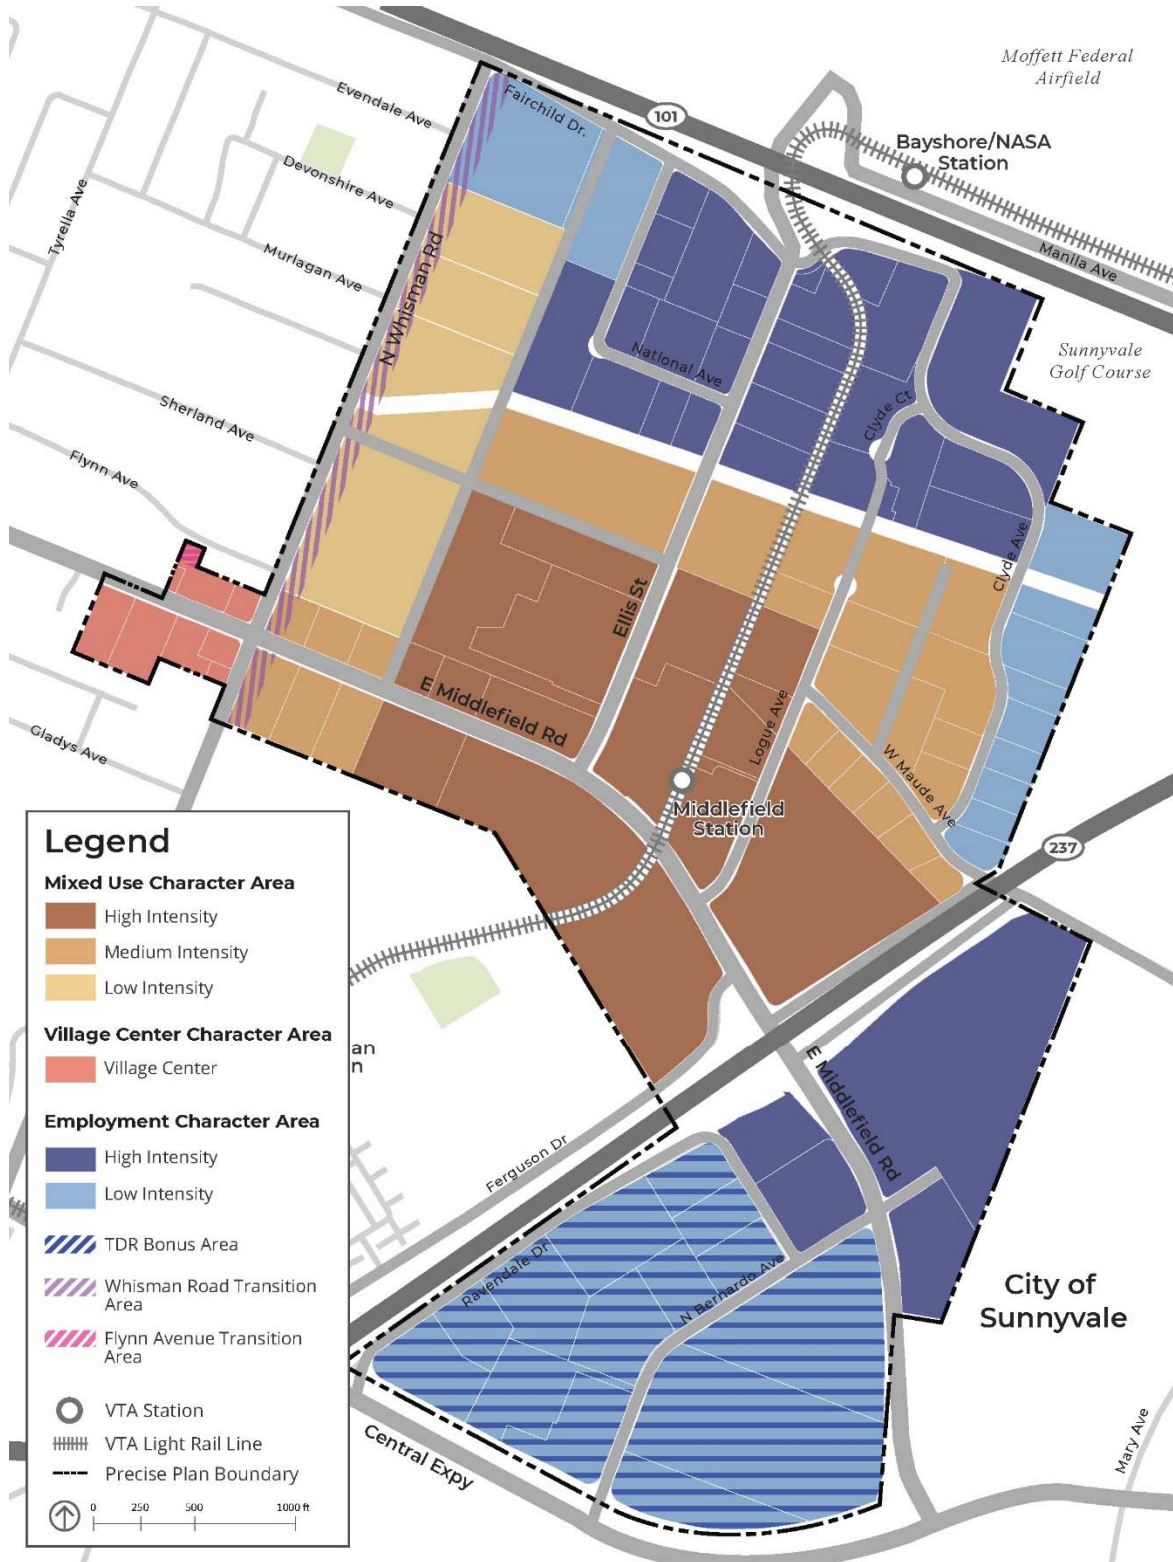 Moffett Federal
Airfield
Evendale Ave
Fairchild Dr.
101
Bayshore/NASA
Station
Devonshire Ave
Tyrella Ave
Manila Ave
Murlagan Ave
N Whisman Rd
Sunnyvale
Golf Course
National Ave
Clyde Ct
Sherland Ave
Flynn Ave
Clyde Ave
Ellis St
E Middlefield Rd
Logue Ave
Gladys Ave
W Maude Ave
Middlefield
Station
237
Legend
Mixed Use Character Area
High Intensity
Medium Intensity
Low Intensity
Village Center Character Area
Village Center
Employment Character Area
High Intensity
Low Intensity
TDR Bonus Area
Whisman Road Transition
Area
Flynn Avenue Transition
Area
VTA Station
VTA Light Rail Line
Precise Plan Boundary
0 250 500 1000 ft
an
n
E Middlefield Rd
Ferguson Dr
Ravendale Dr
N Bernardo Ave
City of
Sunnyvale
Central Expy
Mary Ave